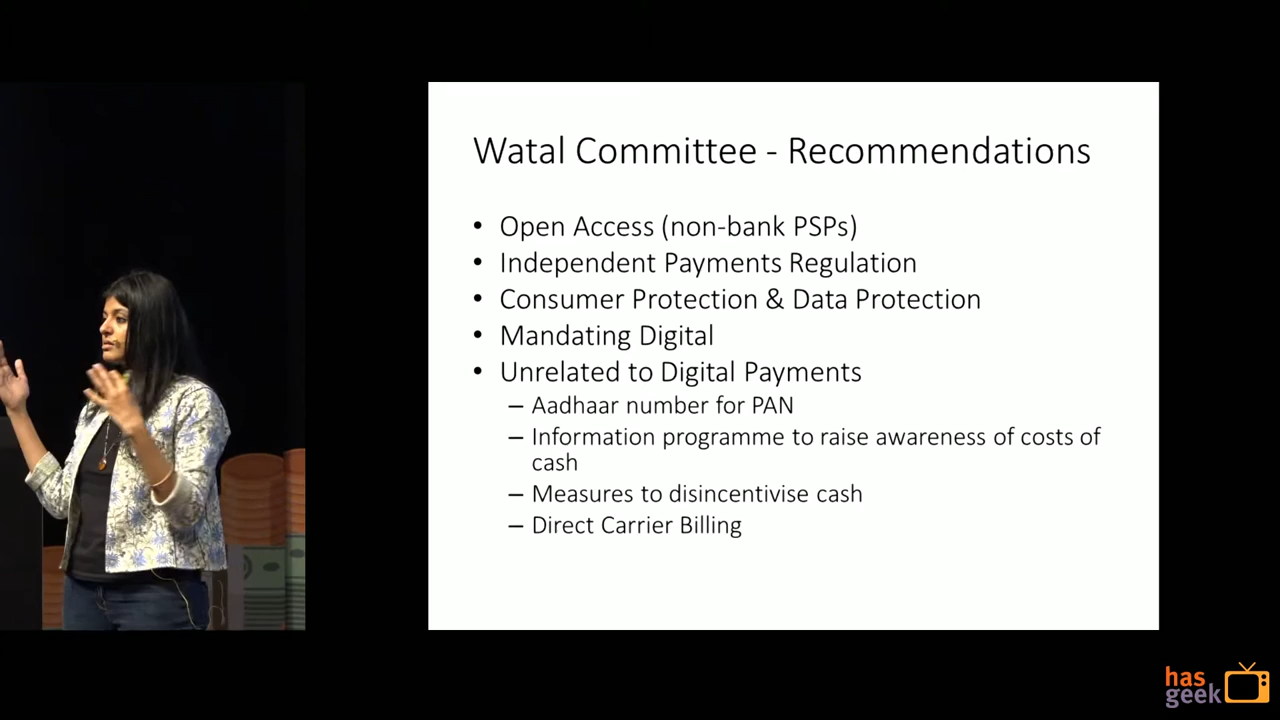 Watal Committee - Recommendations
• Open Access (non-bank PSPs)
• Independent Payments Regulation
• Consumer Protection & Data Protection
• Mandating Digital
• Unrelated to Digital Payments
– Aadhaar number for PAN
– Information programme to raise awareness of costs of
cash
– Measures to disincentivise cash
– Direct Carrier Billing
has
geek